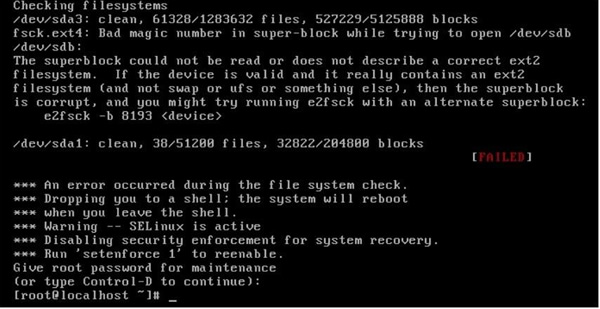 Checking filesystems
/dev/sda3: clean, 61328/1283632 files, 527229/5125888 blocks
fsck.ext4: Bad magic number in super-block while trying to open /dev/sdb
/dev/sdb:
The superblock could not be read or does not describe a correct ext2
filesystem.  If the device is valid and it really contains an ext2
filesystem (and not swap or ufs or something else), then the superblock
is corrupt, and you might try running e2fsck with an alternate superblock:
    e2fsck -b 8193 <device>
/dev/sda1: clean, 38/51200 files, 32822/204800 blocks
[FAILED]
*** An error occurred during the file system check.
*** Dropping you to a shell; the system will reboot
*** when you leave the shell.
*** Warning -- SELinux is active
*** Disabling security enforcement for system recovery.
*** Run 'setenforce 1' to reenable.
Give root password for maintenance
(or type Control-D to continue):
[root@localhost ~]# _